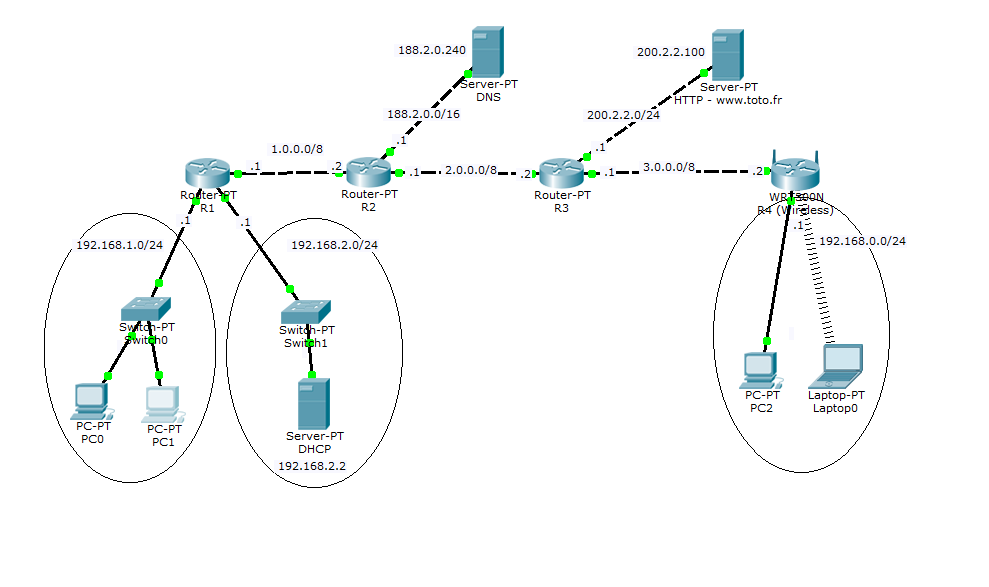 188.2.0.240
Server-PT
DNS
200.2.2.100
Server-PT
HTTP - www.toto.fr
188.2.0.0/16
200.2.2.0/24
.1
.1
1.0.0.0/8
.1
.2
.1
2.0.0.0/8
.2
.1
3.0.0.0/8
.2
Router-PT
R1
Router-PT
R2
Router-PT
R3
WRT300N
R4 (Wireless)
.1
.1
.1
192.168.1.0/24
192.168.2.0/24
192.168.0.0/24
Switch-PT
Switch0
Switch-PT
Switch1
PC-PT
PC0
PC-PT
PC1
Server-PT
DHCP
192.168.2.2
PC-PT
PC2
Laptop-PT
Laptop0